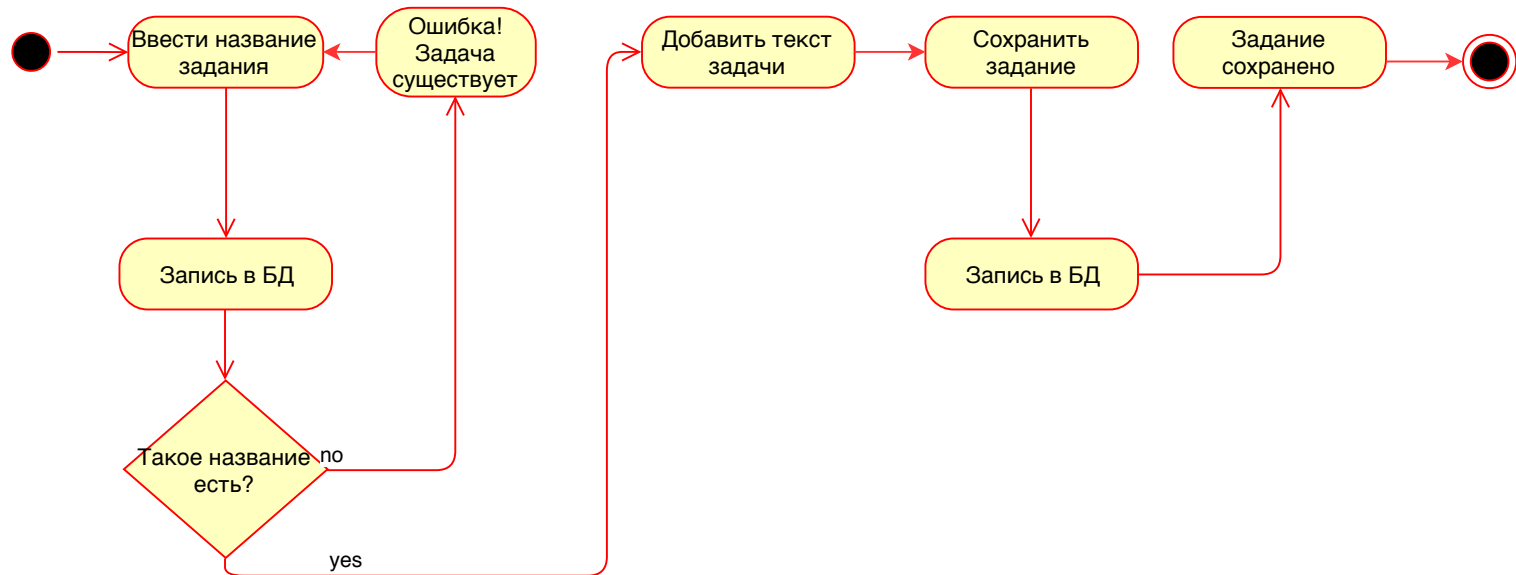 Ввести название
задания
Ошибка!
Задача
существует
Добавить текст
задачи
Сохранить
задание
Задание
сохранено
Запись в БД
Запись в БД
Такое название
есть?
no
yes